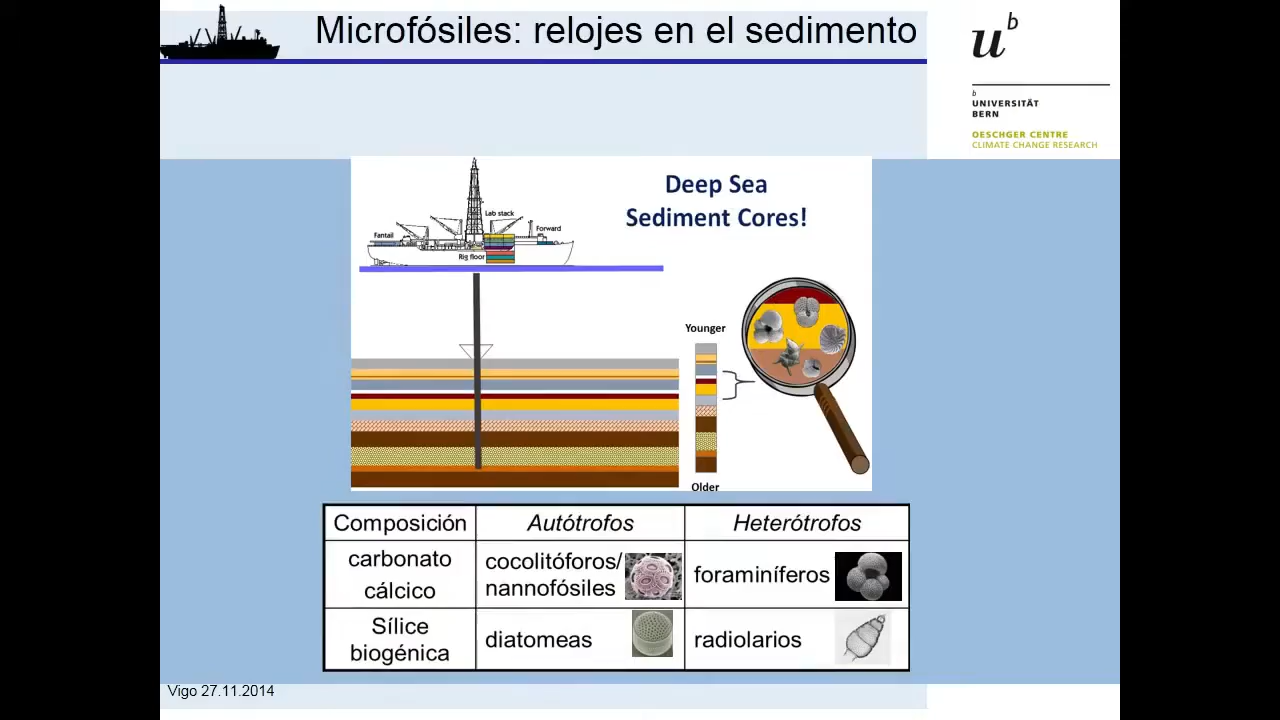 Microfósiles: relojes en el sedimento
u^b
b
UNIVERSITÄT
BERN
OESCHGER CENTRE
CLIMATE CHANGE RESEARCH
Deep Sea
Sediment Cores!
Lab stack
Fantail
Forward
Rig floor
Younger
Older
Composición
Autótrofos
Heterótrofos
carbonato
cálcico
cocolitóforos/
nannofósiles
foraminíferos
Sílice
biogénica
diatomeas
radiolarios
Vigo 27.11.2014